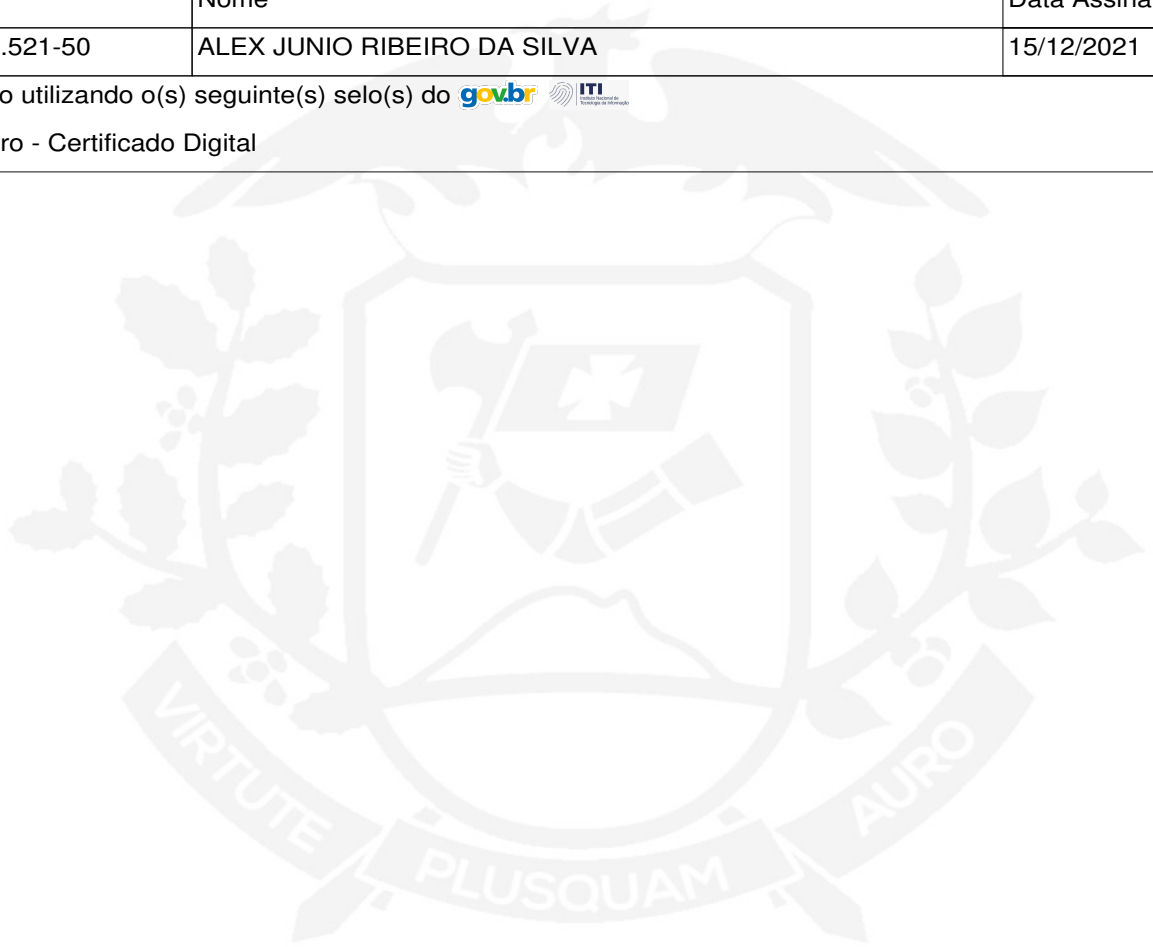 Nome Data Assina
.521-50 ALEX JUNIO RIBEIRO DA SILVA 15/12/2021
o utilizando o(s) seguinte(s) selo(s) do gov.br ITI
ro - Certificado Digital
VIRTUTE PLUSQUAM AURO